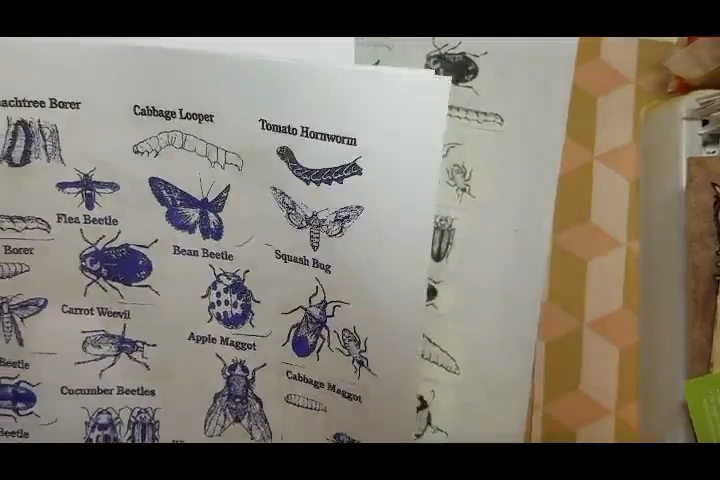 achtree Borer
Cabbage Looper
Tomato Hornworm
Flea Beetle
Bean Beetle
Squash Bug
Borer
Carrot Weevil
Apple Maggot
Cabbage Maggot
Beetle
Cucumber Beetles
Beetle